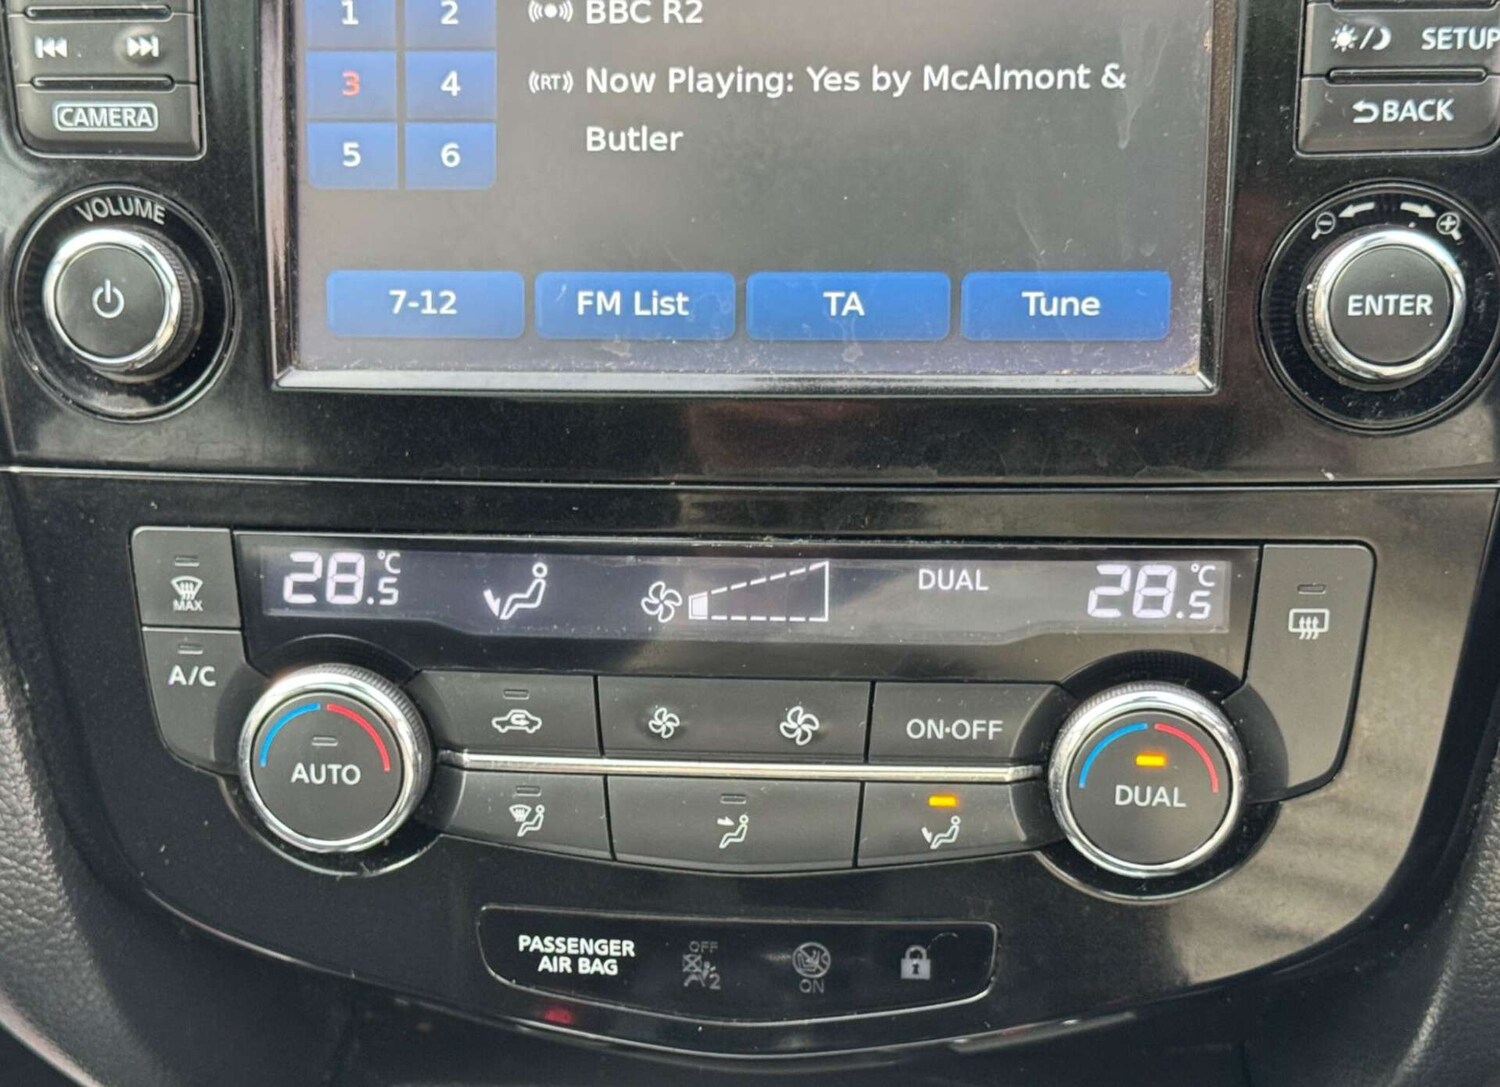 1 2 BBC R2
SETUP
3 4 (RT) Now Playing: Yes by McAlmont &
CAMERA
BACK
5 6 Butler
VOLUME
7-12 FM List TA Tune
ENTER
28.5 °C DUAL 28.5 °C
MAX
A/C
AUTO
ON·OFF
DUAL
PASSENGER
AIR BAG
OFF
2
ON